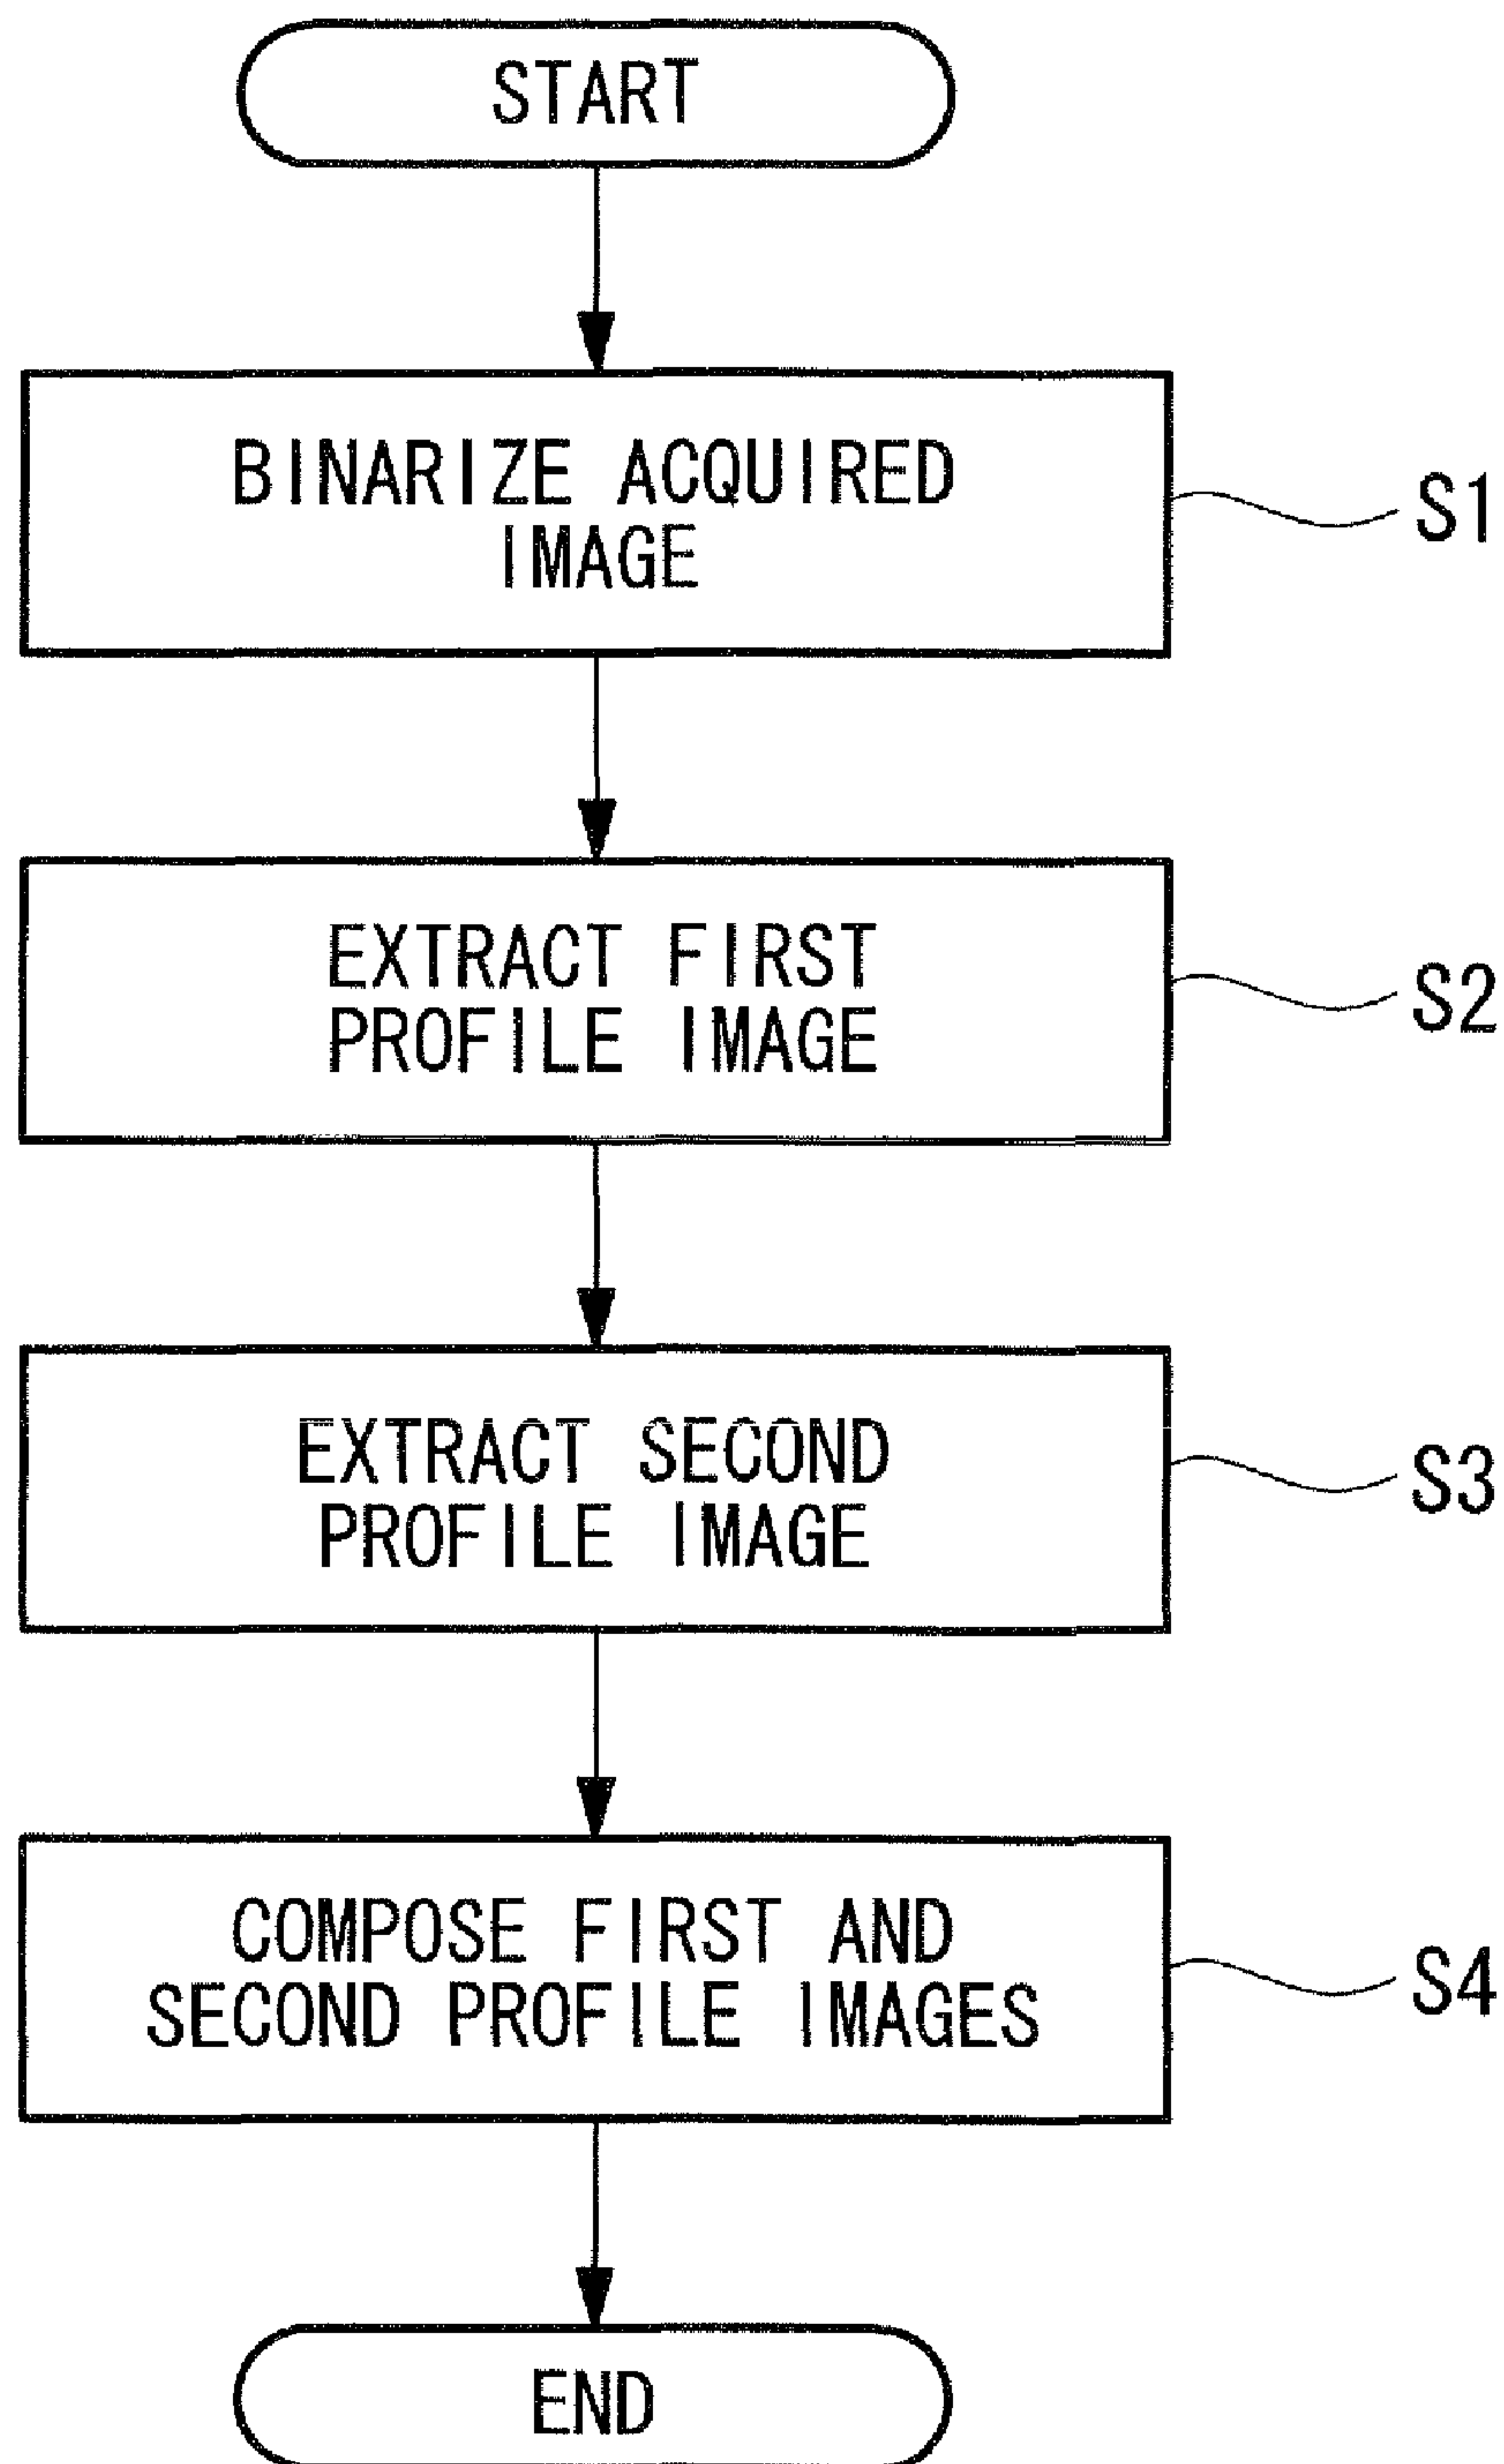 START
BINARIZE ACQUIRED
IMAGE
S1
EXTRACT FIRST
PROFILE IMAGE
S2
EXTRACT SECOND
PROFILE IMAGE
S3
COMPOSE FIRST AND
SECOND PROFILE IMAGES
S4
END